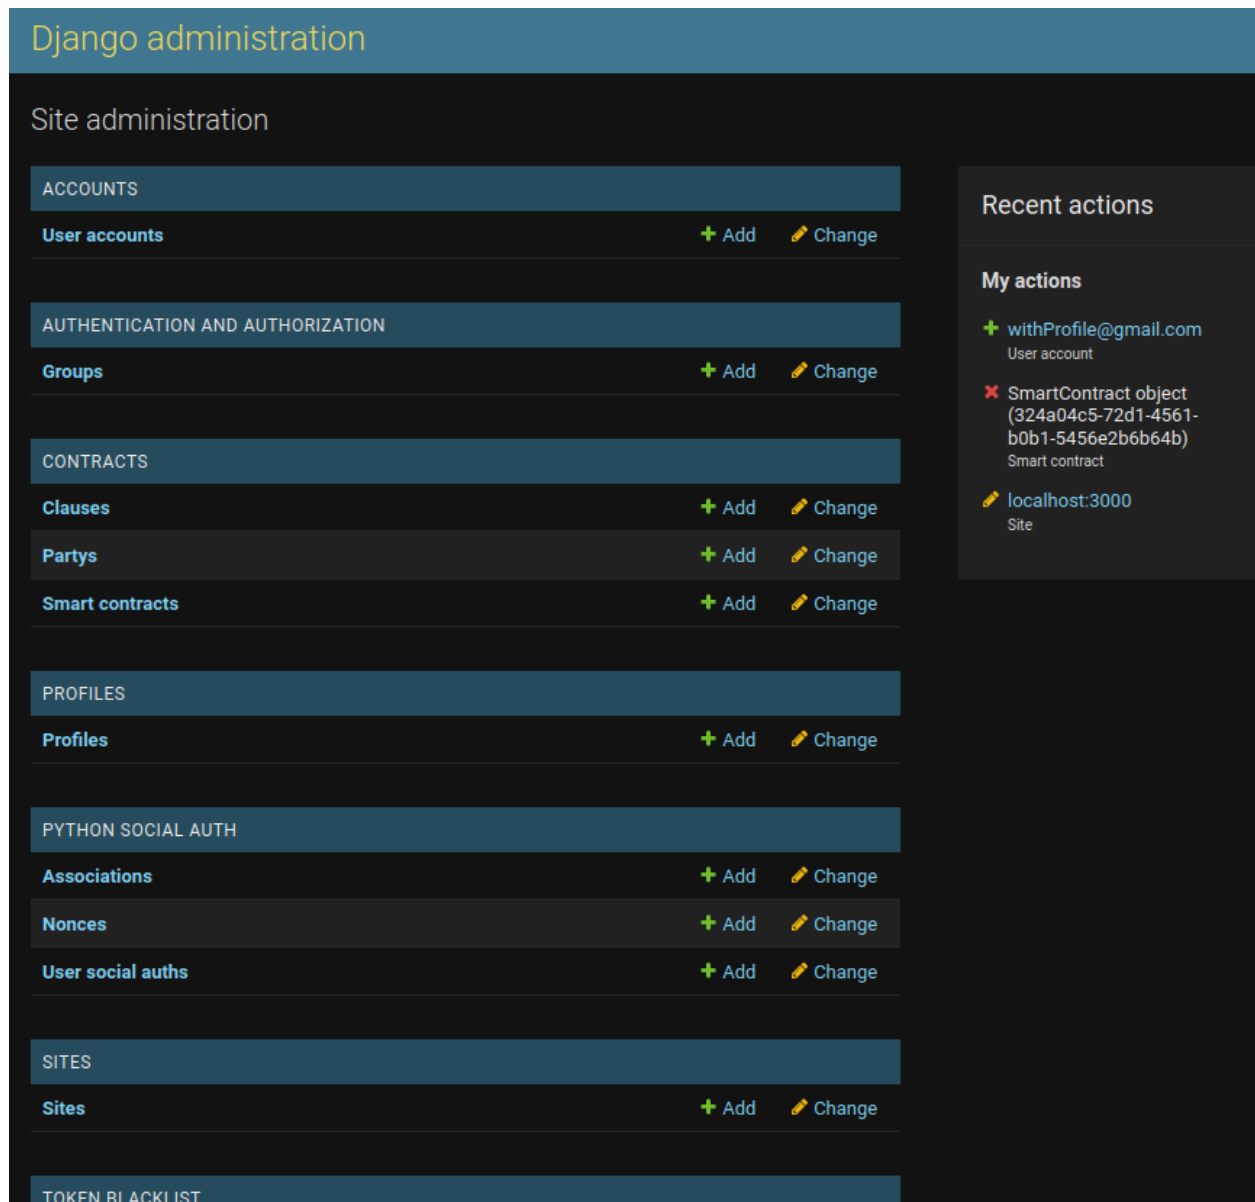 Django administration
Site administration
ACCOUNTS
User accounts Add Change
AUTHENTICATION AND AUTHORIZATION
Groups Add Change
CONTRACTS
Clauses Add Change
Partys Add Change
Smart contracts Add Change
PROFILES
Profiles Add Change
PYTHON SOCIAL AUTH
Associations Add Change
Nonces Add Change
User social auths Add Change
SITES
Sites Add Change
TOKEN BLACKLIST
Recent actions
My actions
withProfile@gmail.com
User account
SmartContract object
(324a04c5-72d1-4561-
b0b1-5456e2b6b64b)
Smart contract
localhost:3000
Site